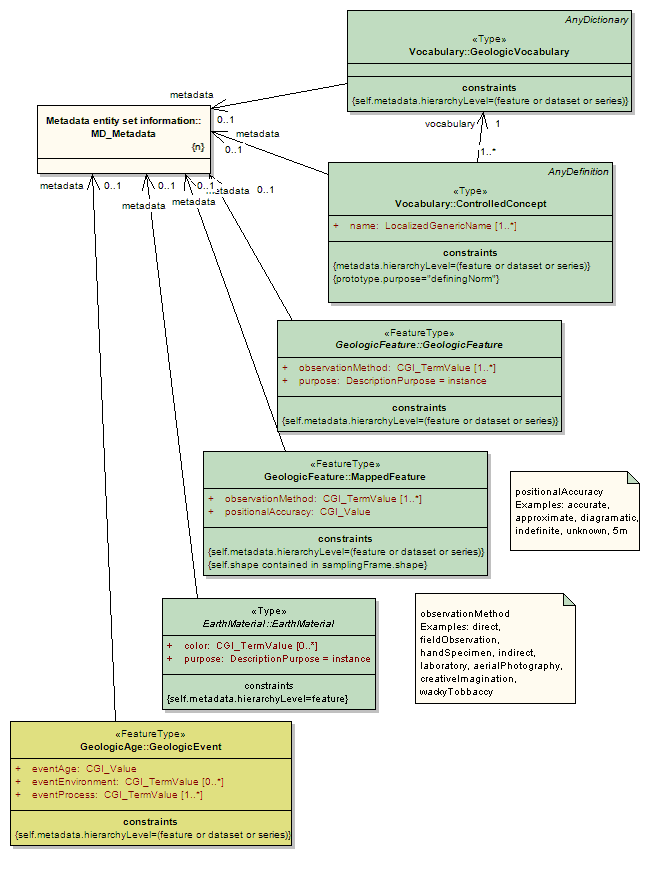 AnyDictionary
«Type»
Vocabulary::GeologicVocabulary
constraints
{self.metadata.hierarchyLevel=(feature or dataset or series)}
metadata
0..1
Metadata entity set information::
MD_Metadata
{n}
vocabulary
1
1..*
metadata
0..1
AnyDefinition
«Type»
Vocabulary::ControlledConcept
+ name: LocalizedGenericName [1..*]
constraints
{metadata.hierarchyLevel=(feature or dataset or series)}
{prototype.purpose="definingNorm"}
metadata
0..1
metadata
0..1
metadata
0..1
metadata
0..1
«FeatureType»
GeologicFeature::GeologicFeature
+ observationMethod: CGI_TermValue [1..*]
+ purpose: DescriptionPurpose = instance
constraints
{self.metadata.hierarchyLevel=(feature or dataset or series)}
«FeatureType»
GeologicFeature::MappedFeature
+ observationMethod: CGI_TermValue [1..*]
+ positionalAccuracy: CGI_Value
constraints
{self.metadata.hierarchyLevel=(feature or dataset or series)}
{self.shape contained in samplingFrame.shape}
positionalAccuracy
Examples: accurate,
approximate, diagramatic,
indefinite, unknown, 5m
«Type»
EarthMaterial::EarthMaterial
+ color: CGI_TermValue [0..*]
+ purpose: DescriptionPurpose = instance
constraints
{self.metadata.hierarchyLevel=feature}
observationMethod
Examples: direct,
fieldObservation,
handSpecimen, indirect,
laboratory, aerialPhotography,
creativeImagination,
wackyTobbaccy
«FeatureType»
GeologicAge::GeologicEvent
+ eventAge: CGI_Value
+ eventEnvironment: CGI_TermValue [0..*]
+ eventProcess: CGI_TermValue [1..*]
constraints
{self.metadata.hierarchyLevel=(feature or dataset or series)}